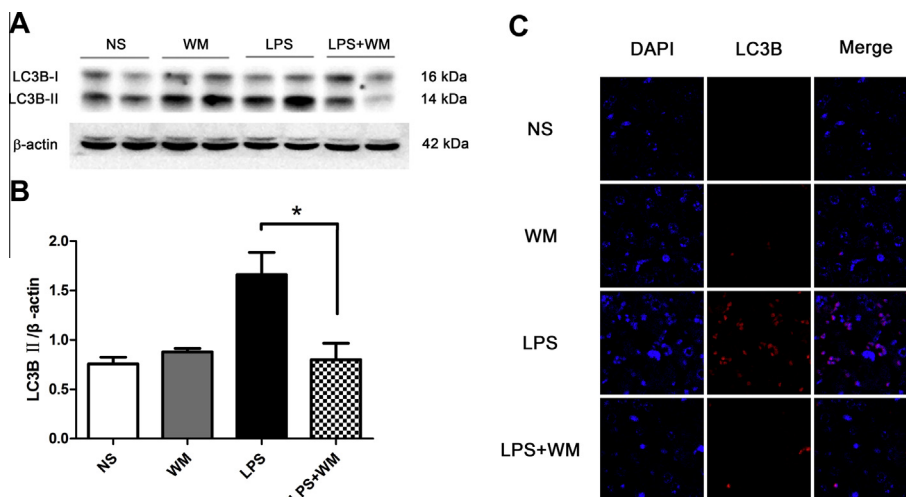 A
NS WM LPS LPS+WM
LC3B-I 16 kDa
LC3B-II 14 kDa
β-actin 42 kDa
B
*
2.0
1.5
1.0
0.5
0.0
LC3B II/β -actin
NS WM LPS LPS+WM
C
DAPI LC3B Merge
NS
WM
LPS
LPS+WM